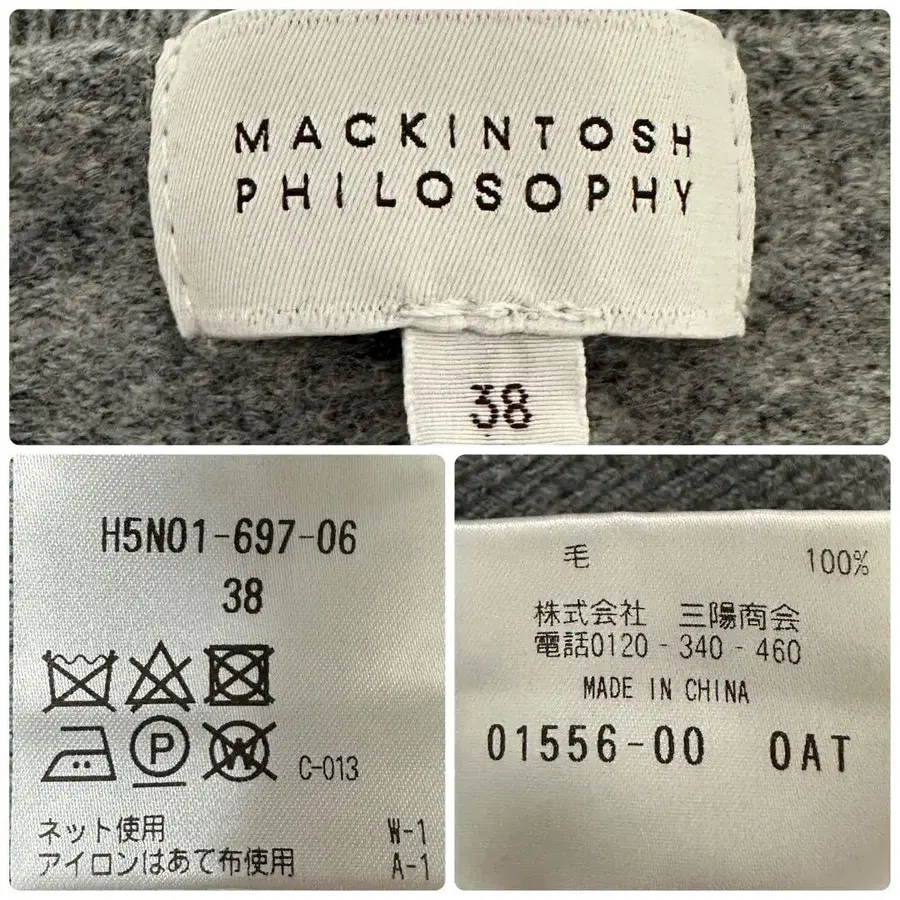 MACKINTOSH
PHILOSOPHY
38
H5N01-697-06
38
P
W
C-013
ネット使用 W-1
アイロンはあて布使用 A-1
毛 100%
株式会社 三陽商会
電話0120-340-460
MADE IN CHINA
01556-00 0AT